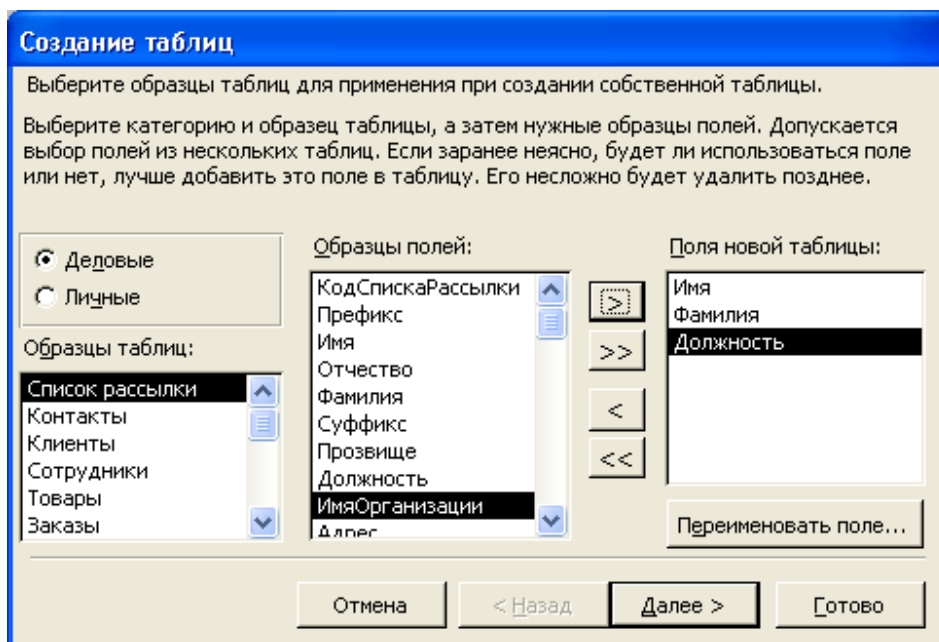 Создание таблиц
Выберите образцы таблиц для применения при создании собственной таблицы.
Выберите категорию и образец таблицы, а затем нужные образцы полей. Допускается
выбор полей из нескольких таблиц. Если заранее неясно, будет ли использоваться поле
или нет, лучше добавить это поле в таблицу. Его несложно будет удалить позднее.
Деловые
Личные
Образцы таблиц:
Список рассылки
Контакты
Клиенты
Сотрудники
Товары
Заказы
Образцы полей:
КодСпискаРассылки
Префикс
Имя
Отчество
Фамилия
Суффикс
Прозвище
Должность
ИмяОрганизации
Адрес
>
>>
<
<<
Поля новой таблицы:
Имя
Фамилия
Должность
Переименовать поле...
Отмена
< Назад
Далее >
Готово